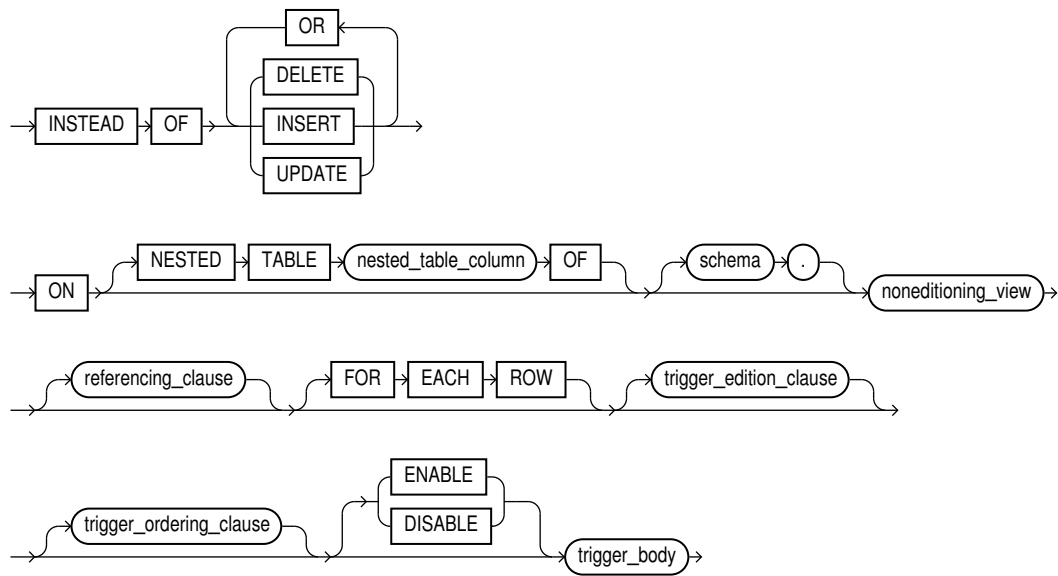 OR
DELETE
INSTEAD OF INSERT
UPDATE
NESTED TABLE nested_table_column OF schema .
ON noneditioning_view
referencing_clause FOR EACH ROW trigger_edition_clause
ENABLE
trigger_ordering_clause DISABLE
trigger_body